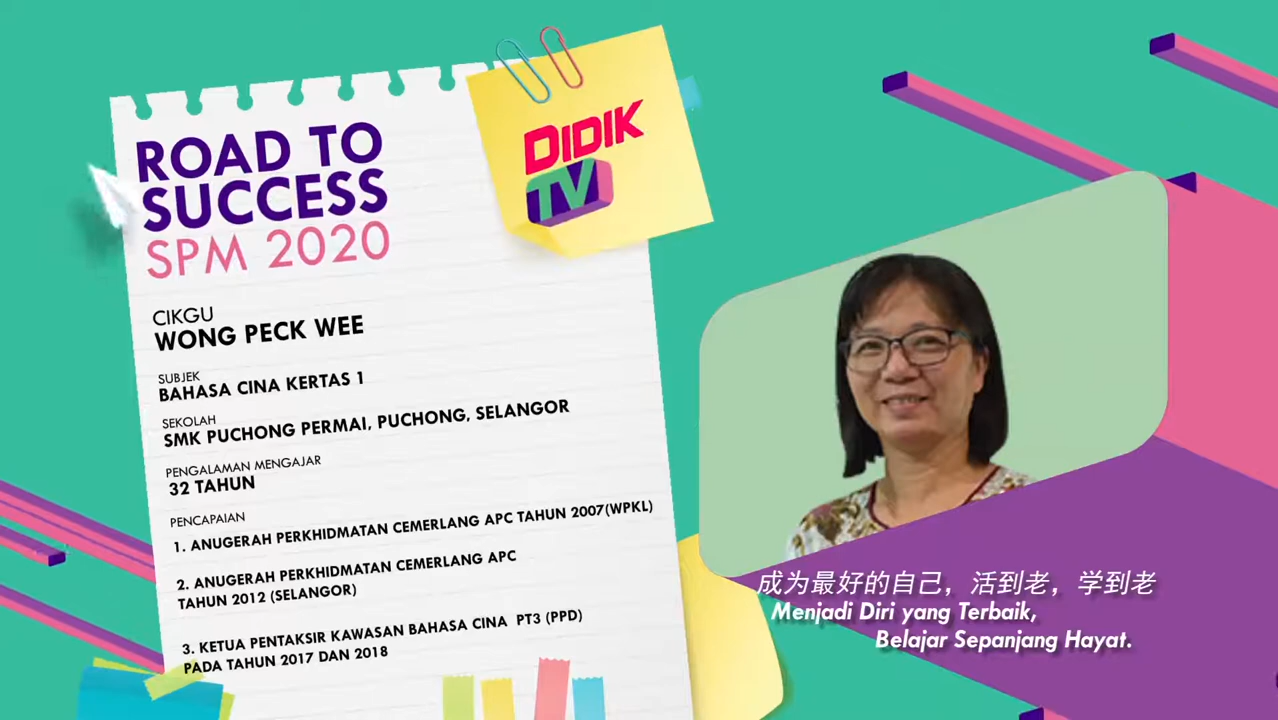 ROAD TO
SUCCESS
SPM 2020
DIDIK
TV
CIKGU
WONG PECK WEE
SUBJEK
BAHASA CINA KERTAS 1
SEKOLAH
SMK PUCHONG PERMAI, PUCHONG, SELANGOR
PENGALAMAN MENGAJAR
32 TAHUN
PENCAPAIAN
1. ANUGERAH PERKHIDMATAN CEMERLANG APC TAHUN 2007(WPKL)
2. ANUGERAH PERKHIDMATAN CEMERLANG APC
TAHUN 2012 (SELANGOR)
3. KETUA PENTAKSIR KAWASAN BAHASA CINA PT3 (PPD)
PADA TAHUN 2017 DAN 2018
成为最好的自己，活到老，学到老
Menjadi Diri yang Terbaik,
Belajar Sepanjang Hayat.